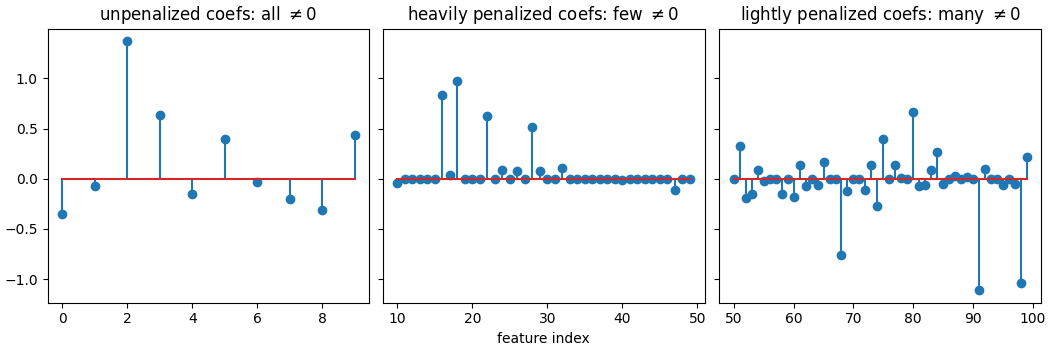 unpenalized coefs: all ≠0
heavily penalized coefs: few ≠0
lightly penalized coefs: many ≠0
1.0
0.5
0.0
−0.5
−1.0
0 2 4 6 8
10 20 30 40 50
50 60 70 80 90 100
feature index